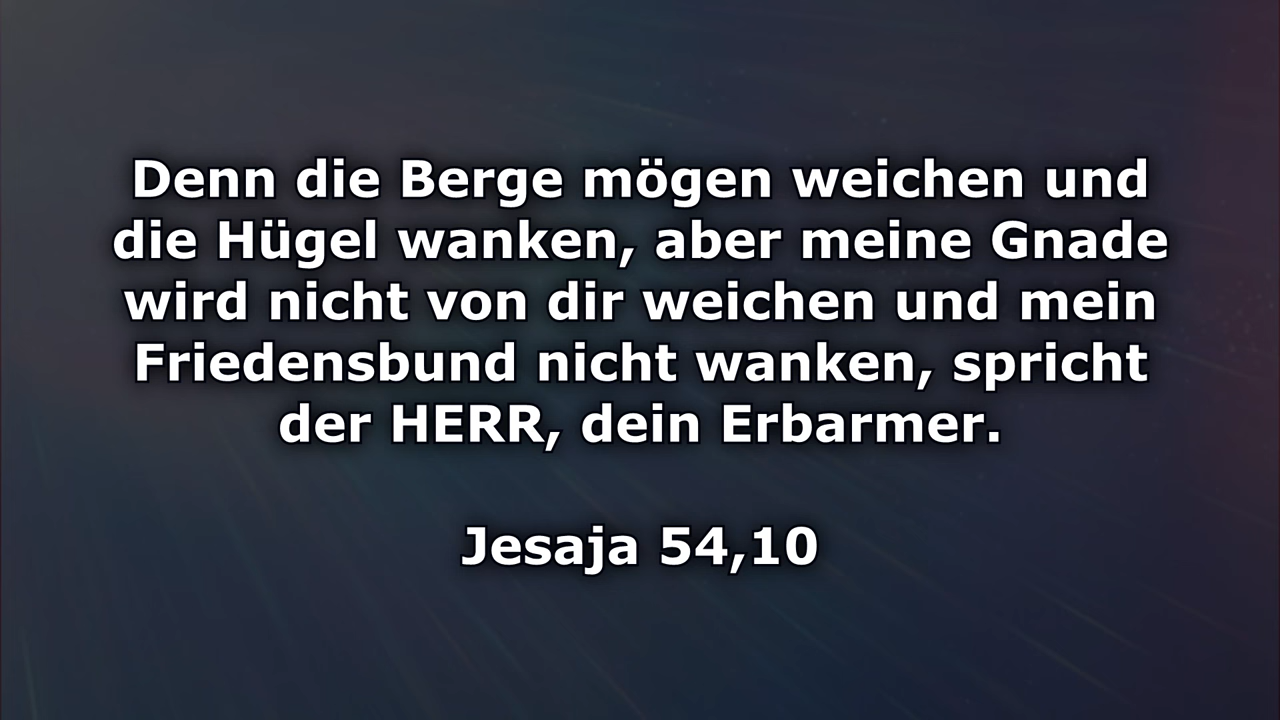 Denn die Berge mögen weichen und
die Hügel wanken, aber meine Gnade
wird nicht von dir weichen und mein
Friedensbund nicht wanken, spricht
der HERR, dein Erbarmer.
Jesaja 54,10